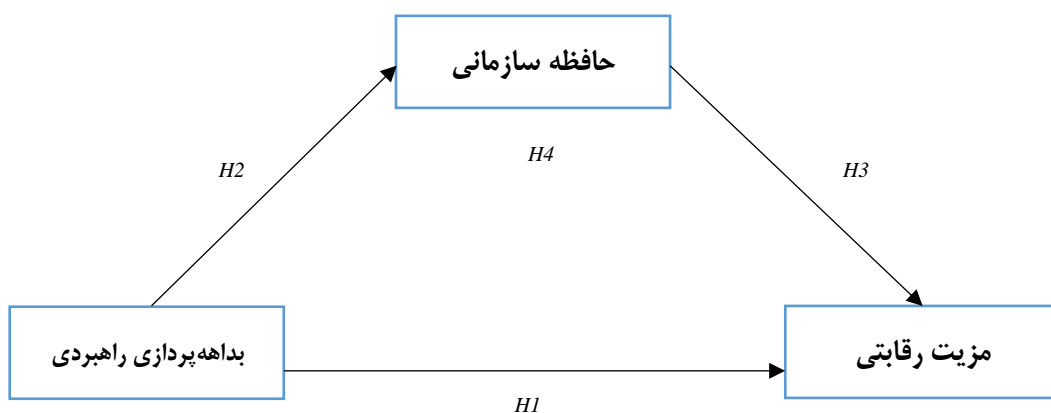 حافظه سازمانی
H4
H2
H3
بداهه‌پردازی راهبردی
مزیت رقابتی
H1